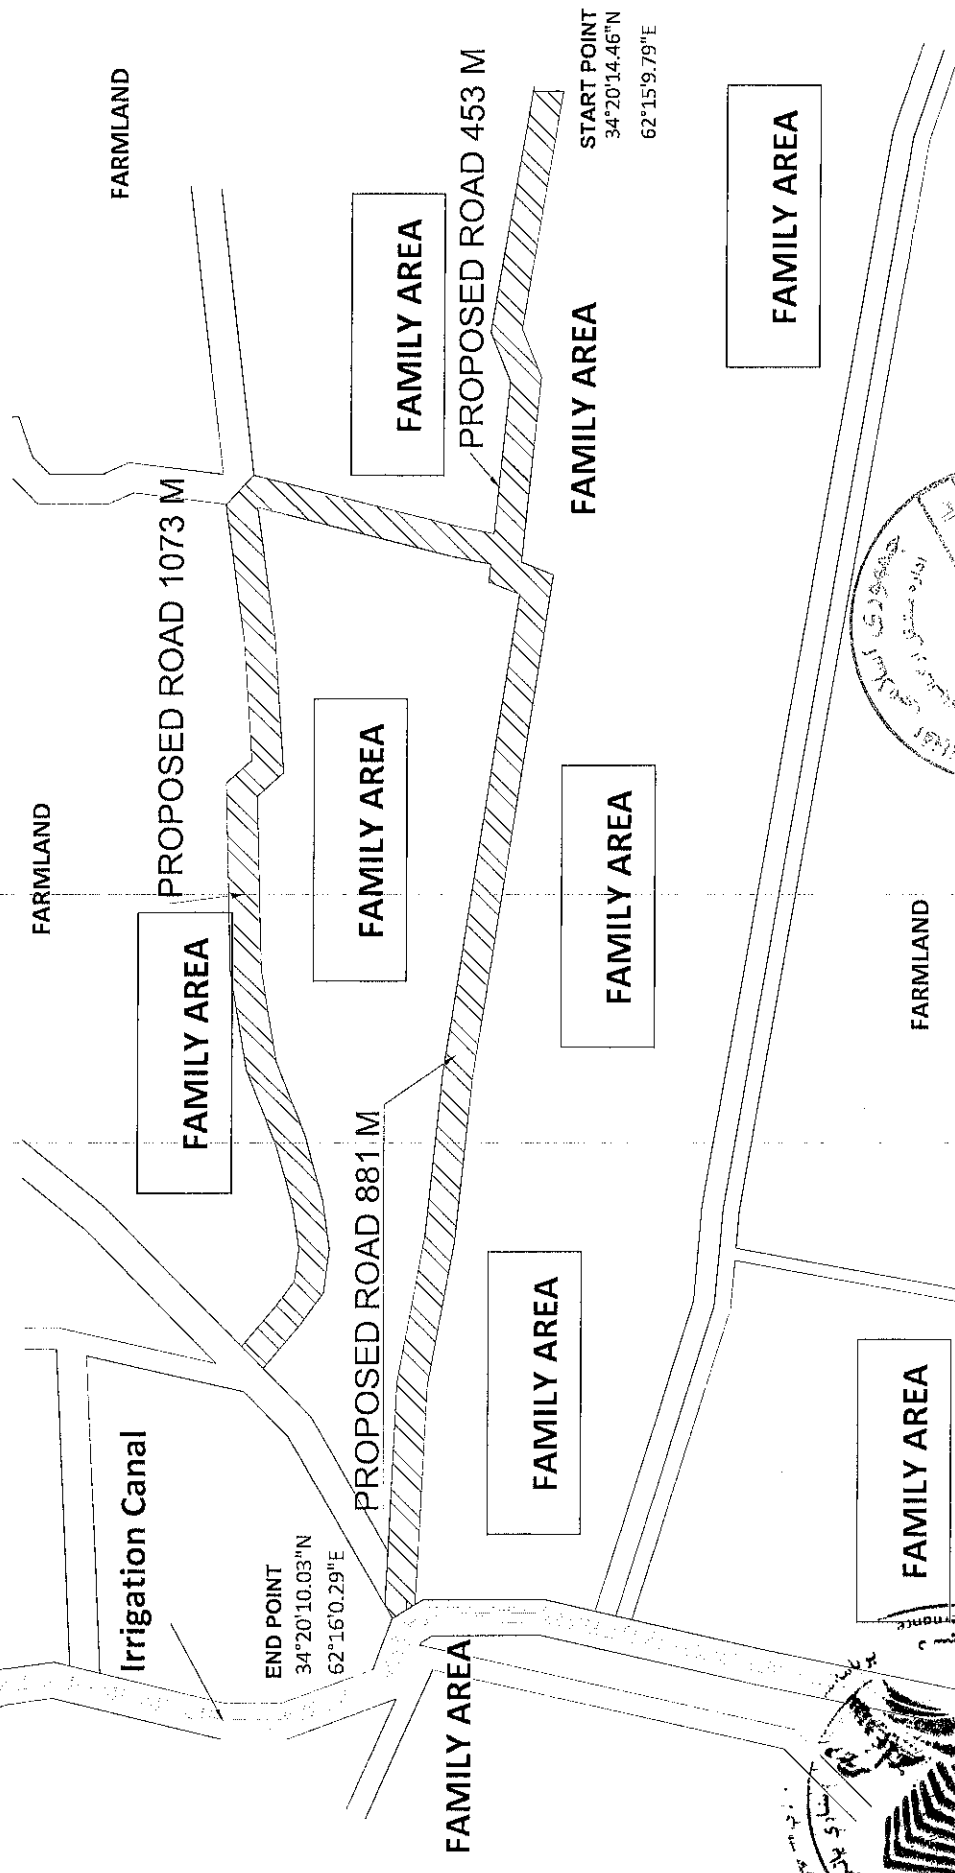 FARMLAND
FARMLAND
PROPOSED ROAD 1073 M
FAMILY AREA
Irrigation Canal
FAMILY AREA
FAMILY AREA
PROPOSED ROAD 453 M
START POINT
34°20'14.46"N
62°15'9.79"E
END POINT
34°20'10.03"N
62°16'0.29"E
PROPOSED ROAD 881 M
FAMILY AREA
FAMILY AREA
FAMILY AREA
FAMILY AREA
FAMILY AREA
FARMLAND
FAMILY AREA
جمهوری اسلامی